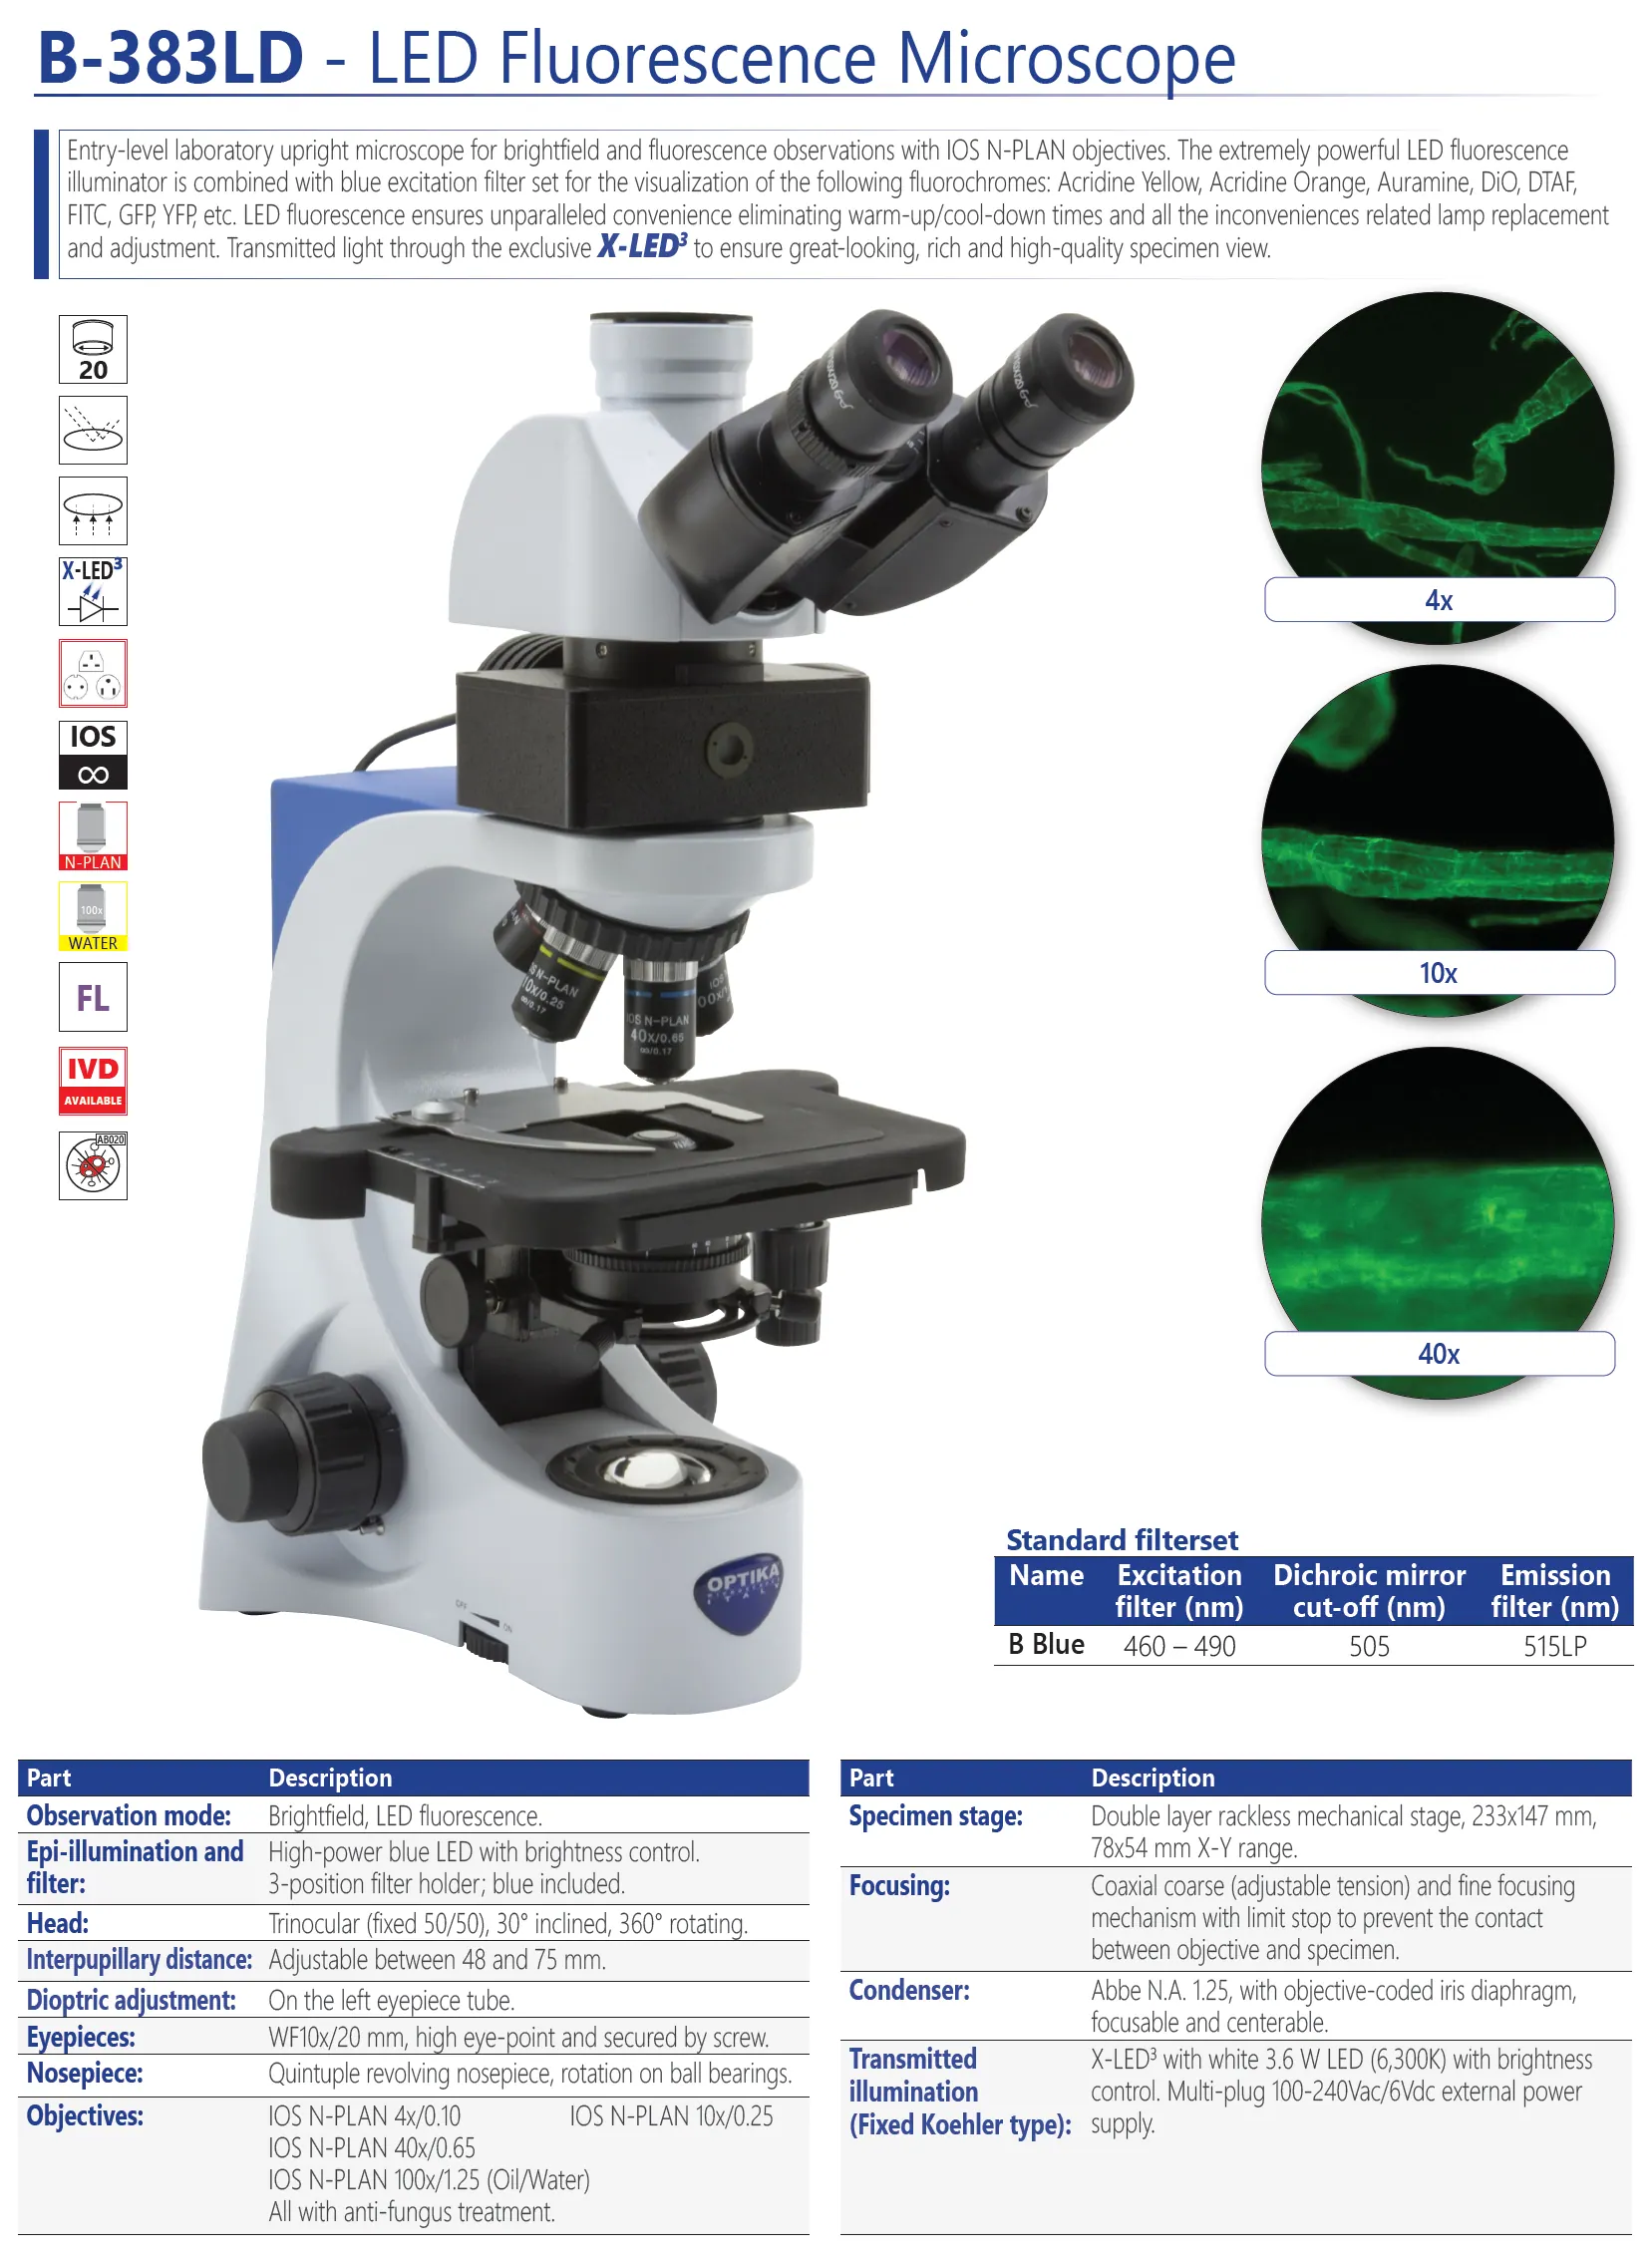 B-383LD - LED Fluorescence Microscope
Entry-level laboratory upright microscope for brightfield and fluorescence observations with IOS N-PLAN objectives. The extremely powerful LED fluorescence
illuminator is combined with blue excitation filter set for the visualization of the following fluorochromes: Acridine Yellow, Acridine Orange, Auramine, DiO, DTAF,
FITC, GFP, YFP, etc. LED fluorescence ensures unparalleled convenience eliminating warm-up/cool-down times and all the inconveniences related lamp replacement
and adjustment. Transmitted light through the exclusive X-LED³ to ensure great-looking, rich and high-quality specimen view.
20
X-LED³
IOS
∞
N-PLAN
100x
WATER
FL
IVD
AVAILABLE
AB020
N-PLAN
10X/0.25
∞/0.17
IOS N-PLAN
40X/0.65
∞/0.17
IOS
OFF
ON
OPTIKA
ITALY
4x
10x
40x
Standard filterset
Name Excitation filter (nm) Dichroic mirror cut-off (nm) Emission filter (nm)
B Blue 460 – 490 505 515LP
Part Description
Observation mode: Brightfield, LED fluorescence.
Epi-illumination and High-power blue LED with brightness control.
filter: 3-position filter holder; blue included.
Head: Trinocular (fixed 50/50), 30° inclined, 360° rotating.
Interpupillary distance: Adjustable between 48 and 75 mm.
Dioptric adjustment: On the left eyepiece tube.
Eyepieces: WF10x/20 mm, high eye-point and secured by screw.
Nosepiece: Quintuple revolving nosepiece, rotation on ball bearings.
Objectives: IOS N-PLAN 4x/0.10 IOS N-PLAN 10x/0.25
IOS N-PLAN 40x/0.65
IOS N-PLAN 100x/1.25 (Oil/Water)
All with anti-fungus treatment.
Part Description
Specimen stage: Double layer rackless mechanical stage, 233x147 mm,
78x54 mm X-Y range.
Focusing: Coaxial coarse (adjustable tension) and fine focusing
mechanism with limit stop to prevent the contact
between objective and specimen.
Condenser: Abbe N.A. 1.25, with objective-coded iris diaphragm,
focusable and centerable.
Transmitted X-LED³ with white 3.6 W LED (6,300K) with brightness
illumination control. Multi-plug 100-240Vac/6Vdc external power
(Fixed Koehler type): supply.